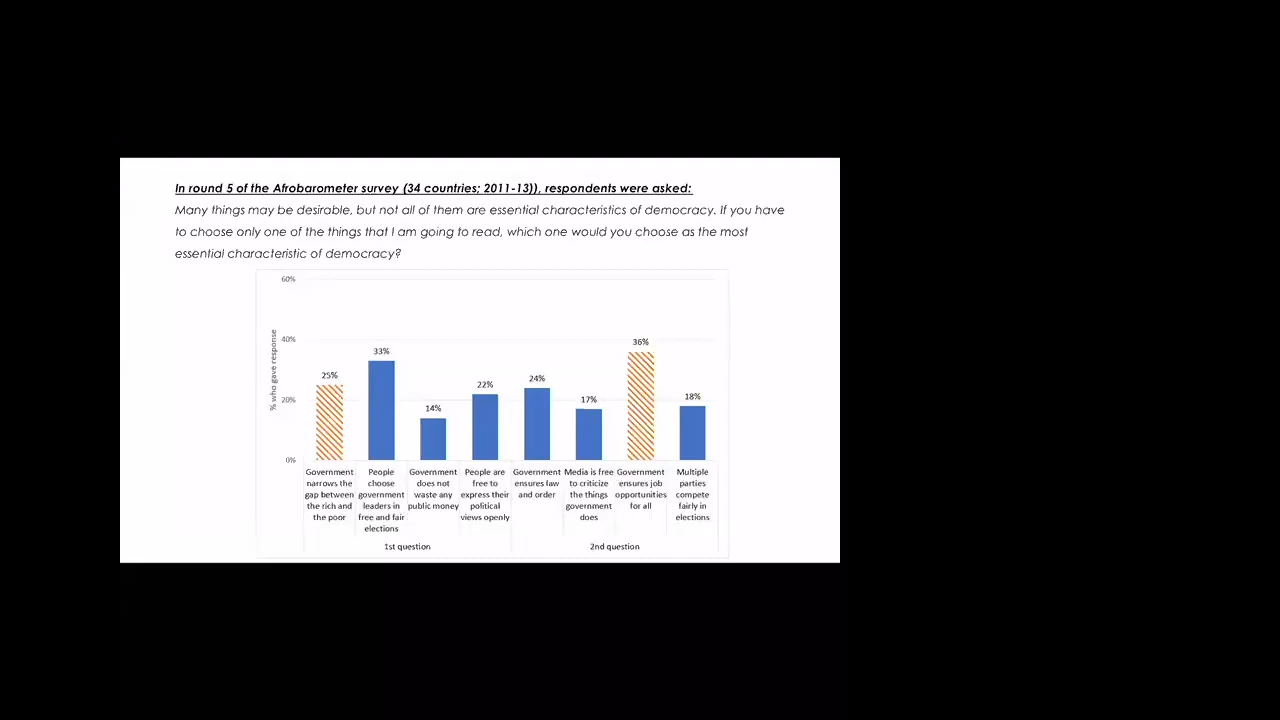 In round 5 of the Afrobarometer survey (34 countries; 2011-13)), respondents were asked:
Many things may be desirable, but not all of them are essential characteristics of democracy. If you have
to choose only one of the things that I am going to read, which one would you choose as the most
essential characteristic of democracy?
60%
40%
20%
0%
% who gave response
25%
33%
14%
22%
24%
17%
36%
18%
Government
narrows the
gap between
the rich and
the poor
People
choose
government
leaders in
free and fair
elections
Government
does not
waste any
public money
People are
free to
express their
political
views openly
Government
ensures law
and order
Media is free
to criticize
the things
government
does
Government
ensures job
opportunities
for all
Multiple
parties
compete
fairly in
elections
1st question
2nd question